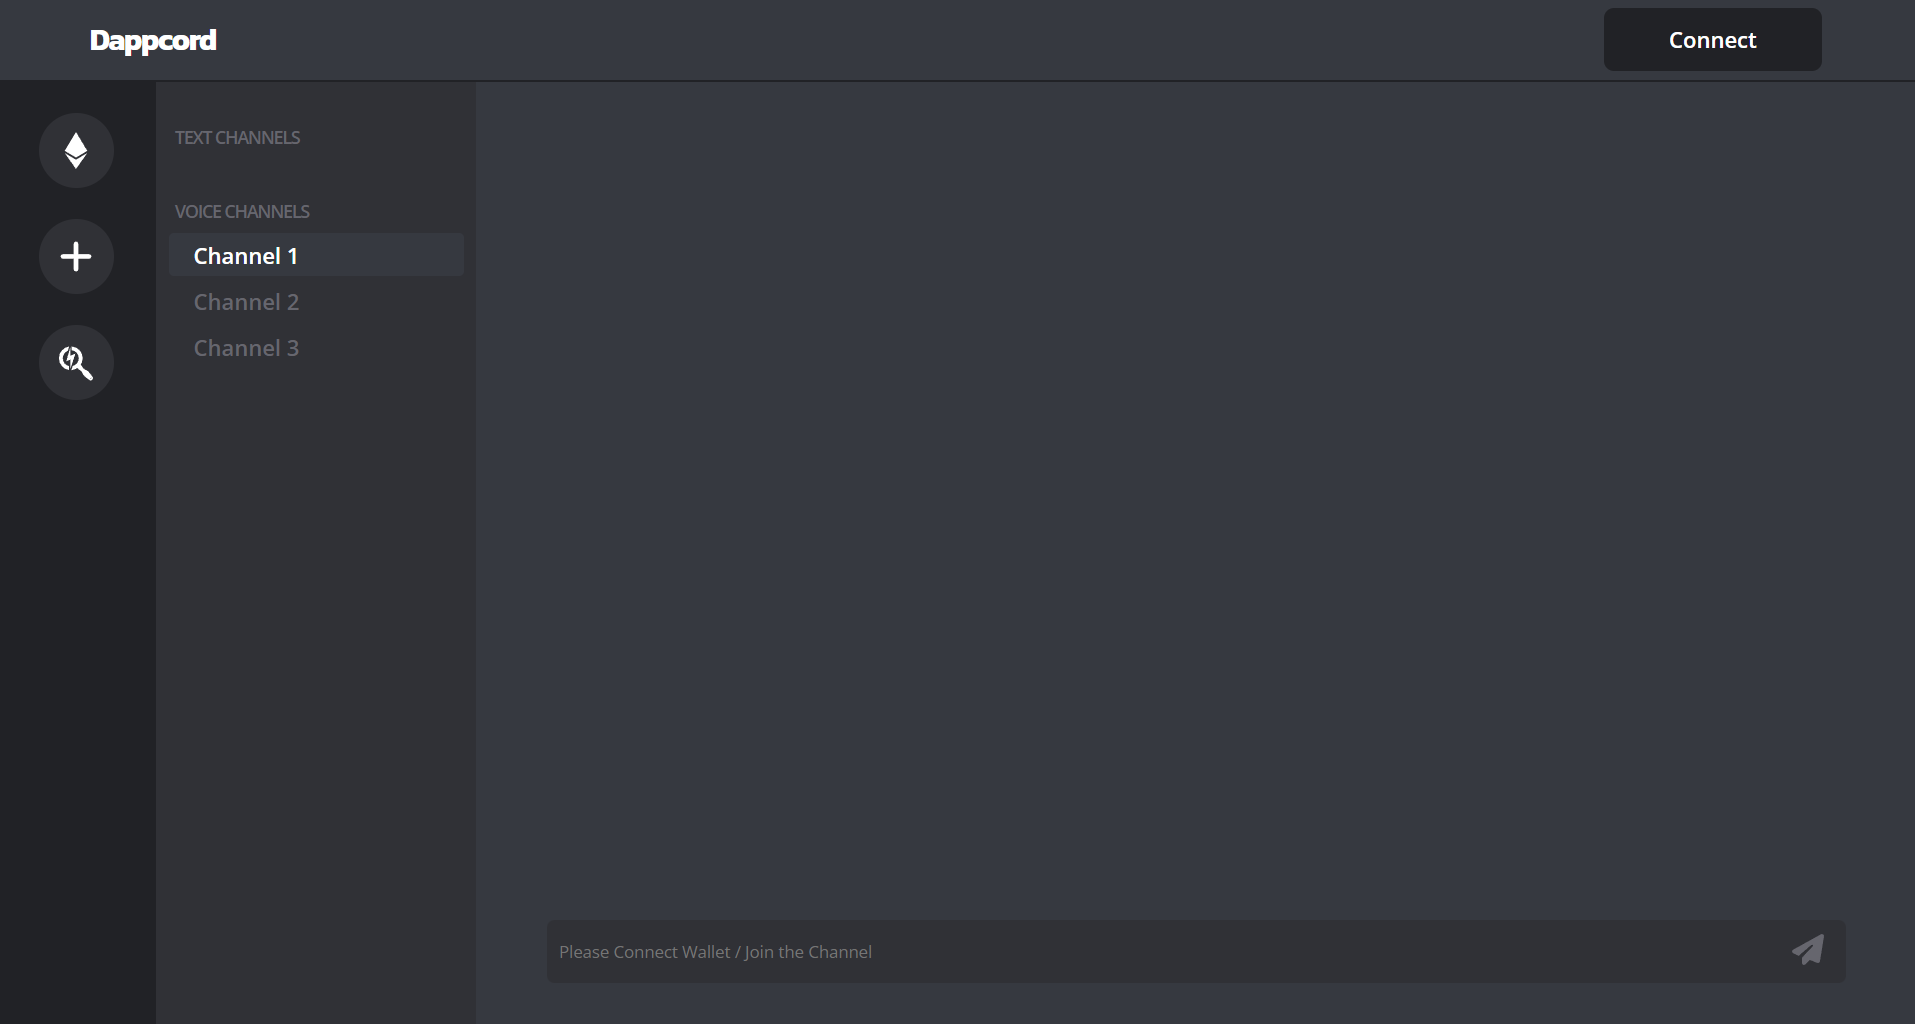 Dappcord
Connect
TEXT CHANNELS
VOICE CHANNELS
Channel 1
Channel 2
Channel 3
Please Connect Wallet / Join the Channel